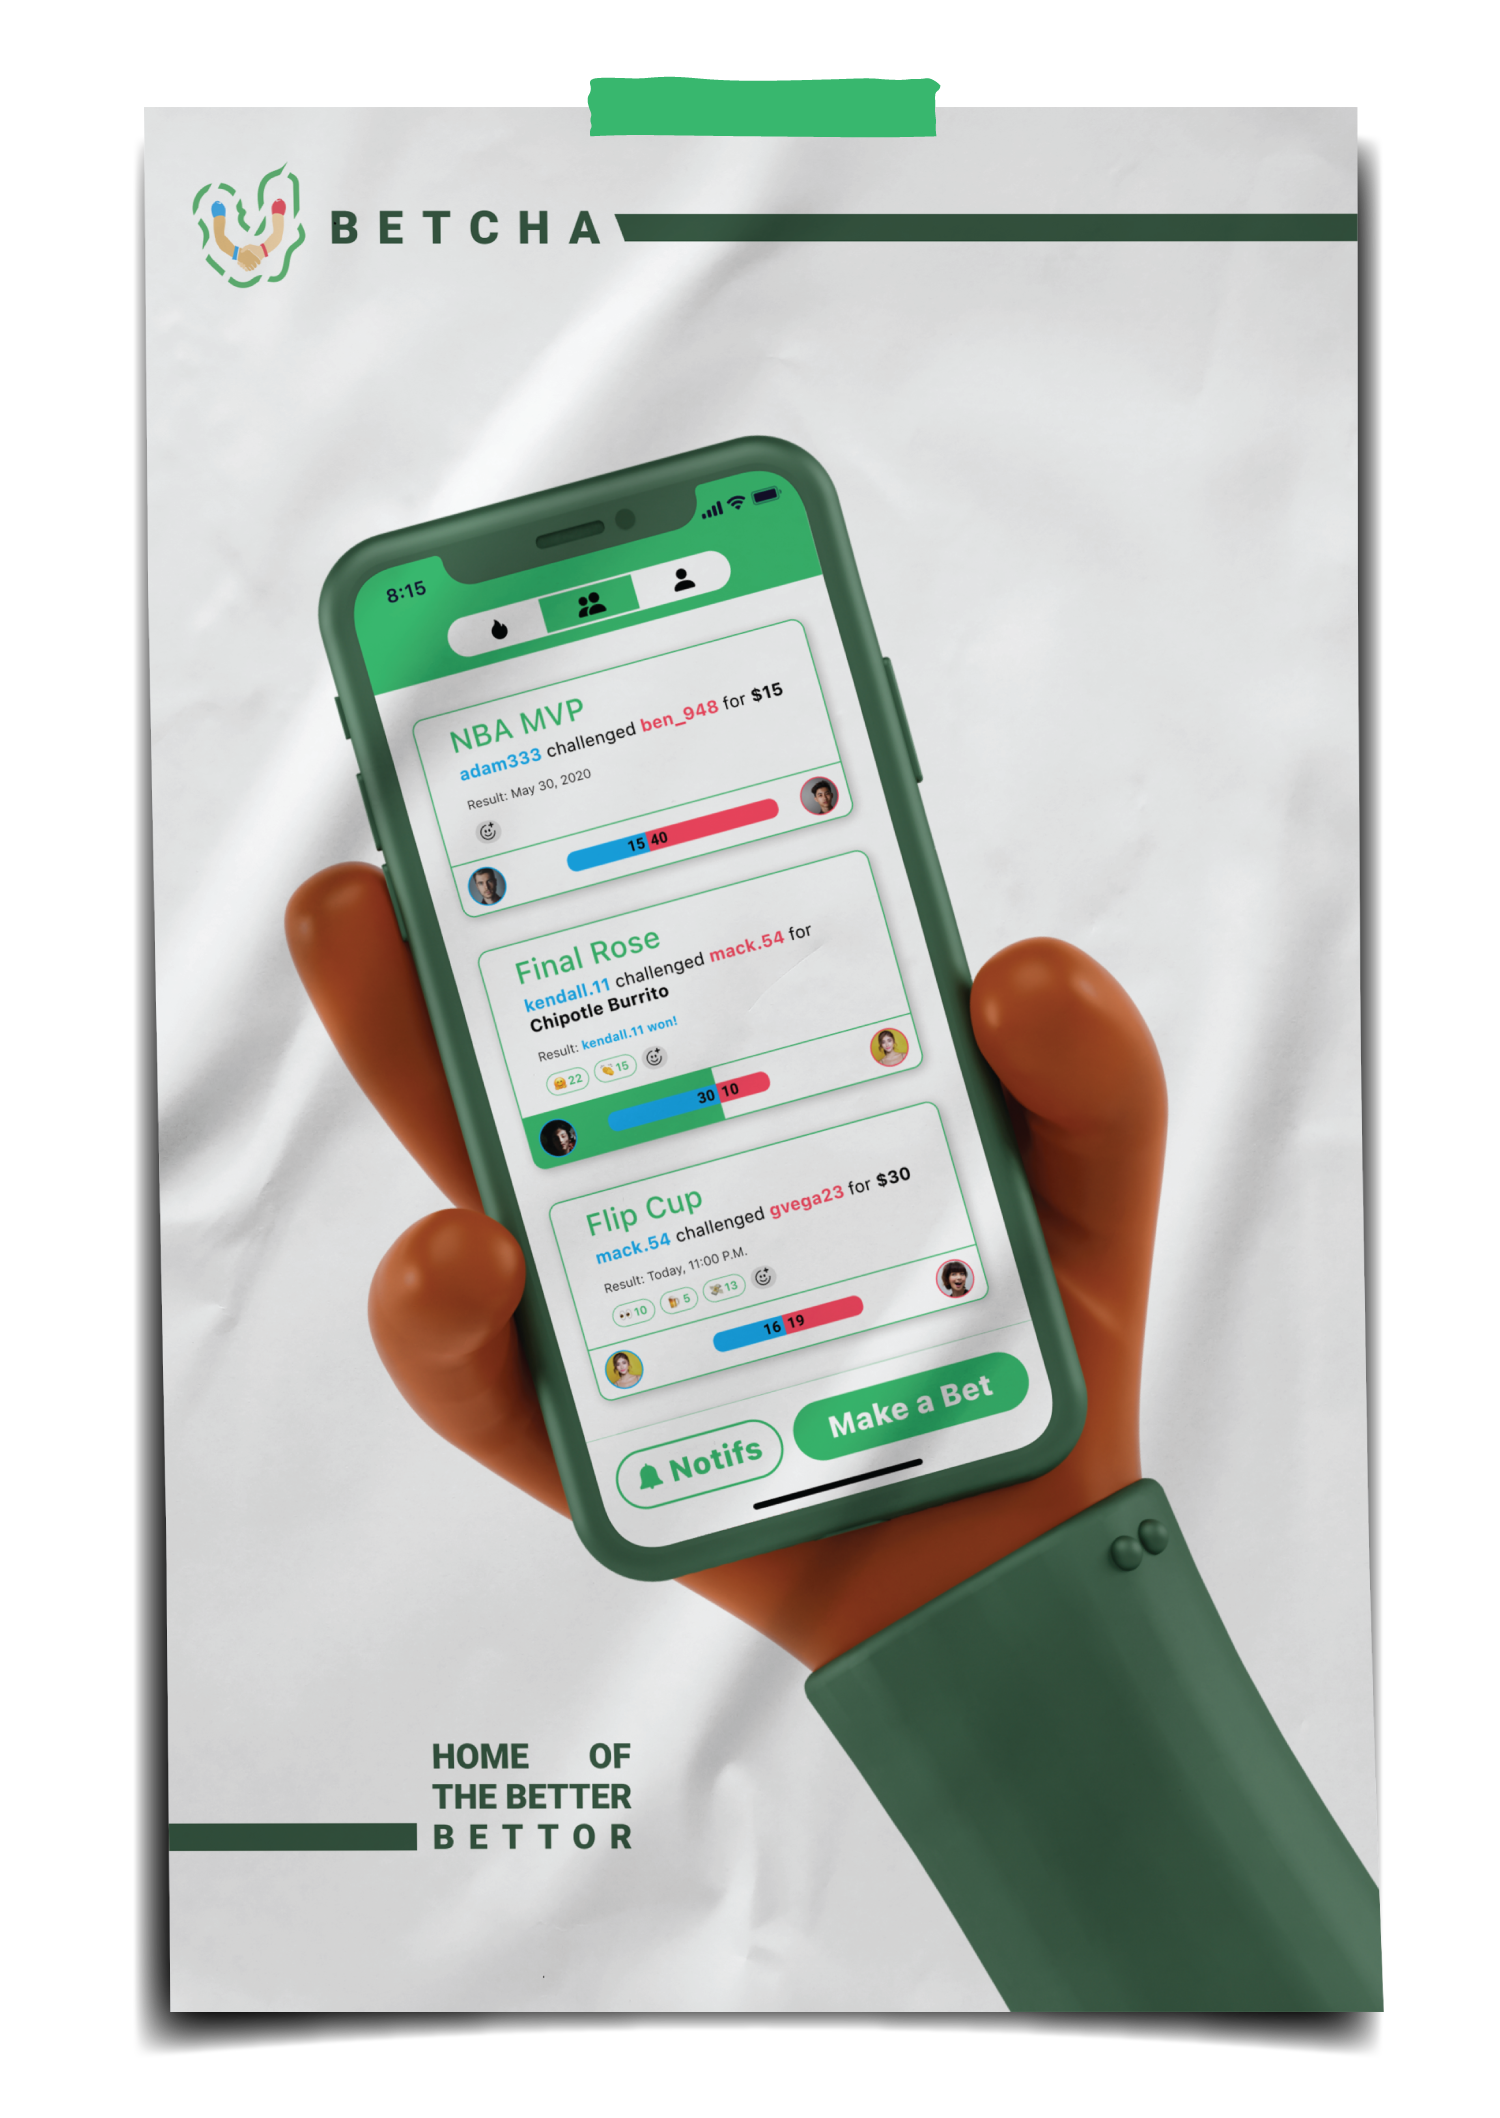 BETCHA
8:15
NBA MVP
adam333 challenged ben_948 for $15
Result: May 30, 2020
15 40
Final Rose
kendall.11 challenged mack.54 for
Chipotle Burrito
Result: kendall.11 won!
22 15
30 10
Flip Cup
mack.54 challenged gvega23 for $30
Result: Today, 11:00 P.M.
10 5 13
16 19
Notifs Make a Bet
HOME OF
THE BETTER
BETTOR